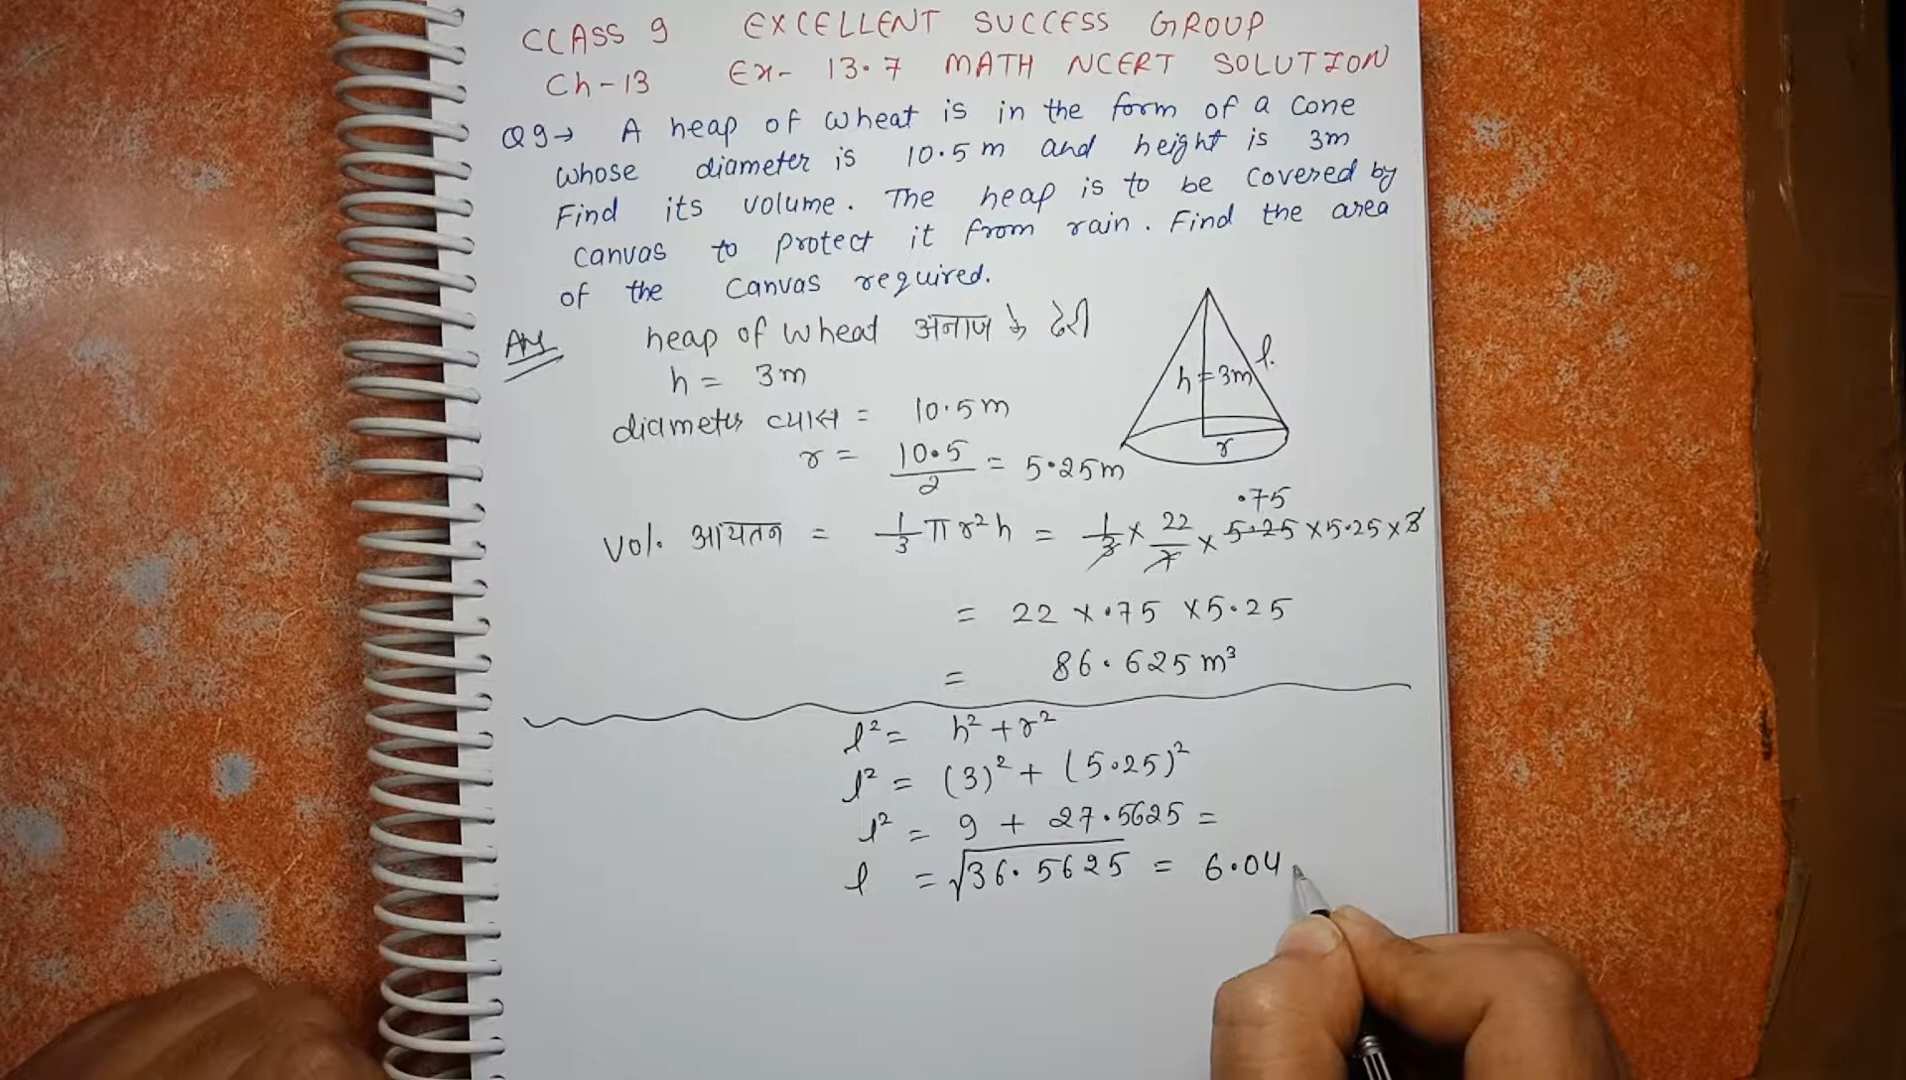 CLASS 9 EXCELLENT SUCCESS GROUP
Ch-13 Ex- 13.7 MATH NCERT SOLUTION
Q9→ A heap of wheat is in the form of a cone
whose diameter is 10.5m and height is 3m
Find its volume. The heap is to be covered by
canvas to protect it from rain. Find the area
of the canvas required.
Ans heap of wheat अनाज के ढेरी
h = 3m
diameter व्यास = 10.5m
r = 10.5/2 = 5.25m
h = 3m
l.
r
.75
Vol. आयतन = 1/3 π r² h = 1/3 × 22/7 × 5.25 × 5.25 × 3
= 22 × .75 × 5.25
= 86.625 m³
l² = h² + r²
l² = (3)² + (5.25)²
l² = 9 + 27.5625 =
l = √36.5625 = 6.04